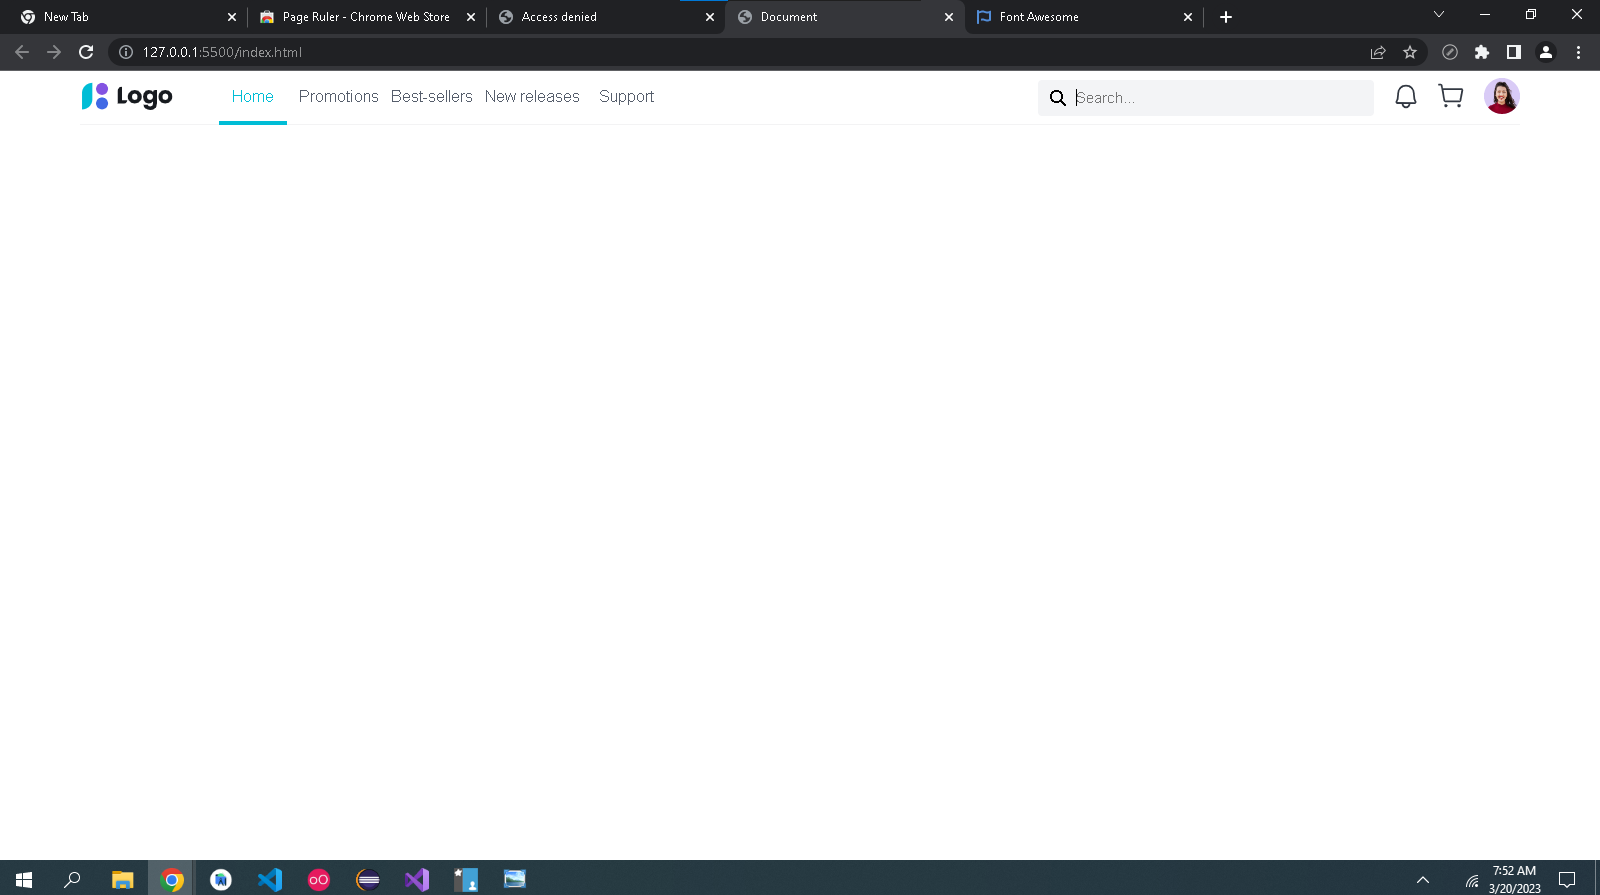 New Tab
Page Ruler - Chrome Web Store
Access denied
Document
Font Awesome
127.0.0.1:5500/index.html
Logo
Home Promotions Best-sellers New releases Support
Search...
7:52 AM
3/20/2023